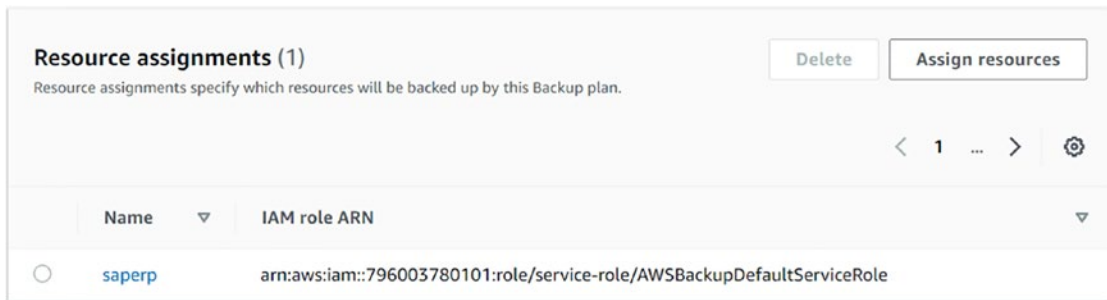 Resource assignments (1)
Delete
Assign resources
Resource assignments specify which resources will be backed up by this Backup plan.
1 ...
Name
IAM role ARN
saperp
arn:aws:iam::796003780101:role/service-role/AWSBackupDefaultServiceRole